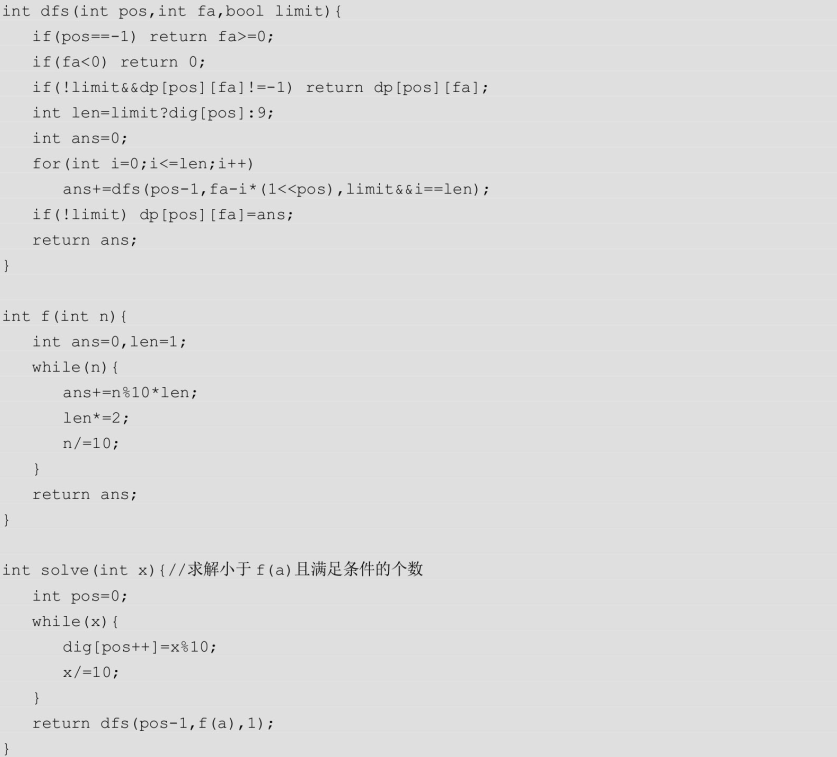 int dfs(int pos,int fa,bool limit){
    if(pos==-1) return fa>=0;
    if(fa<0) return 0;
    if(!limit&&dp[pos][fa]!=-1) return dp[pos][fa];
    int len=limit?dig[pos]:9;
    int ans=0;
    for(int i=0;i<=len;i++)
        ans+=dfs(pos-1,fa-i*(1<<pos),limit&&i==len);
    if(!limit) dp[pos][fa]=ans;
    return ans;
}

int f(int n){
    int ans=0,len=1;
    while(n){
        ans+=n%10*len;
        len*=2;
        n/=10;
    }
    return ans;
}

int solve(int x){//求解小于 f(a)且满足条件的个数
    int pos=0;
    while(x){
        dig[pos++]=x%10;
        x/=10;
    }
    return dfs(pos-1,f(a),1);
}